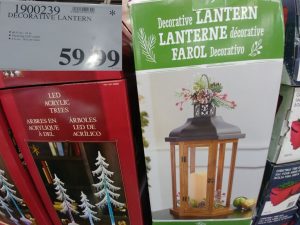 1900239
DECORATIVE LANTERN
59.99
LED
ACRYLIC
TREES
ARBRES EN
ACRYLIQUE
À DEL
ÁRBOLES
LED DE
ACRÍLICO
Decorative LANTERN
LANTERNE décorative
FAROL Decorativo